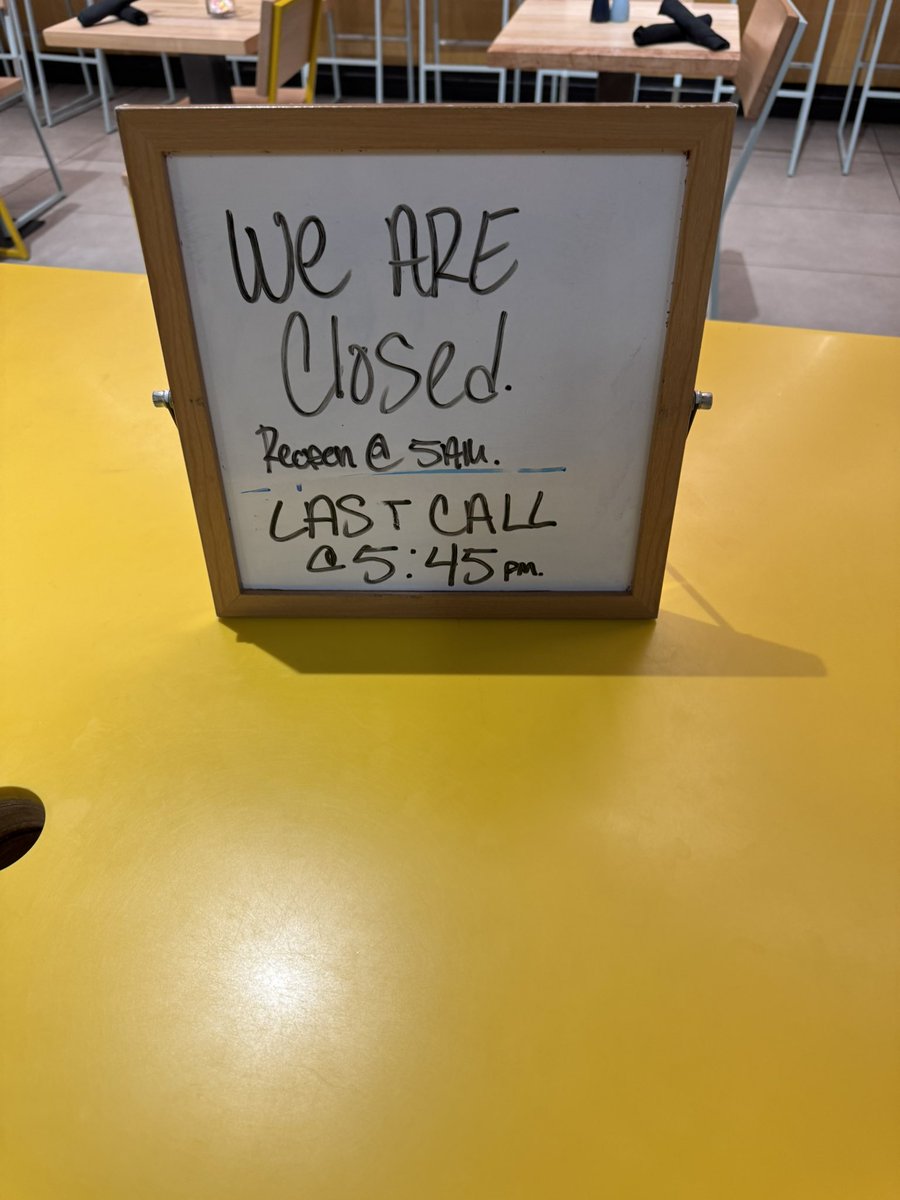 We ARE
Closed.
Reopen @ 5AM.
LAST CALL
@ 5:45 PM.